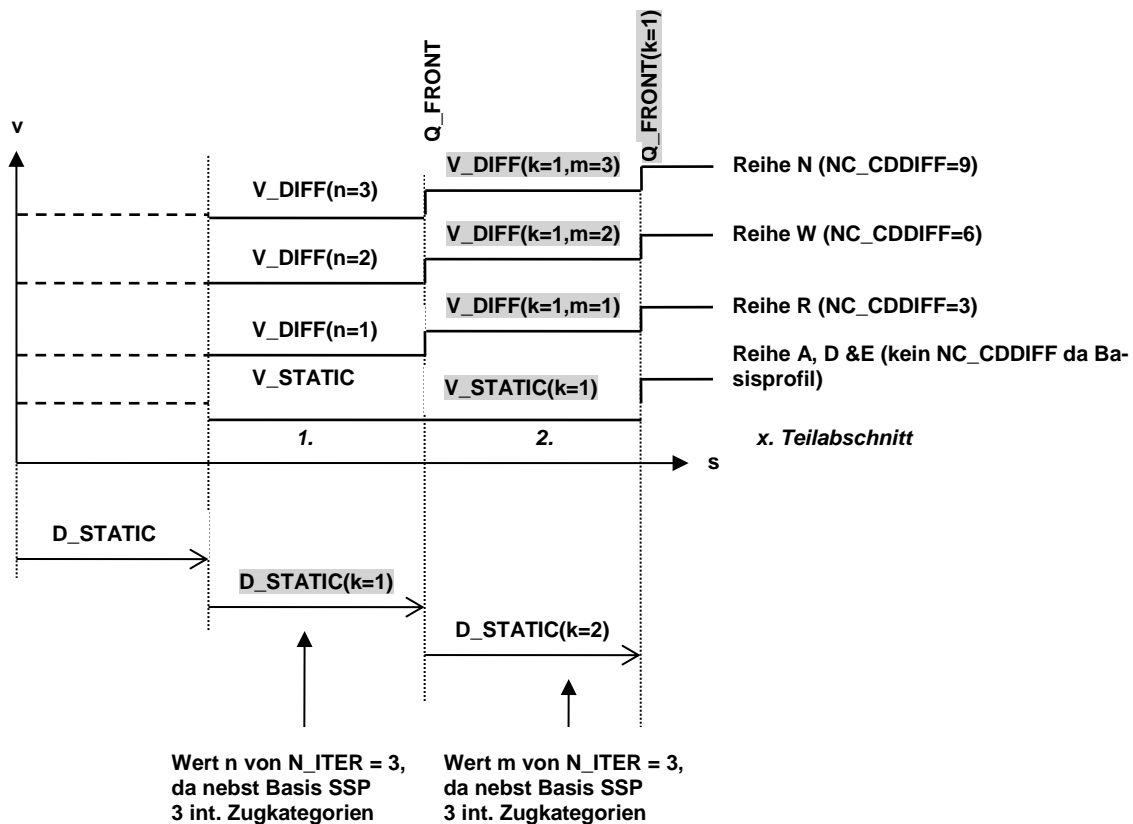 Q_FRONT
Q_FRONT(k=1)
v
V_DIFF(n=3)
V_DIFF(k=1,m=3)
Reihe N (NC_CDDIFF=9)
V_DIFF(n=2)
V_DIFF(k=1,m=2)
Reihe W (NC_CDDIFF=6)
V_DIFF(n=1)
V_DIFF(k=1,m=1)
Reihe R (NC_CDDIFF=3)
V_STATIC
V_STATIC(k=1)
Reihe A, D &E (kein NC_CDDIFF da Ba-
sisprofil)
1.
2.
x. Teilabschnitt
s
D_STATIC
D_STATIC(k=1)
D_STATIC(k=2)
Wert n von N_ITER = 3,
da nebst Basis SSP
3 int. Zugkategorien
Wert m von N_ITER = 3,
da nebst Basis SSP
3 int. Zugkategorien